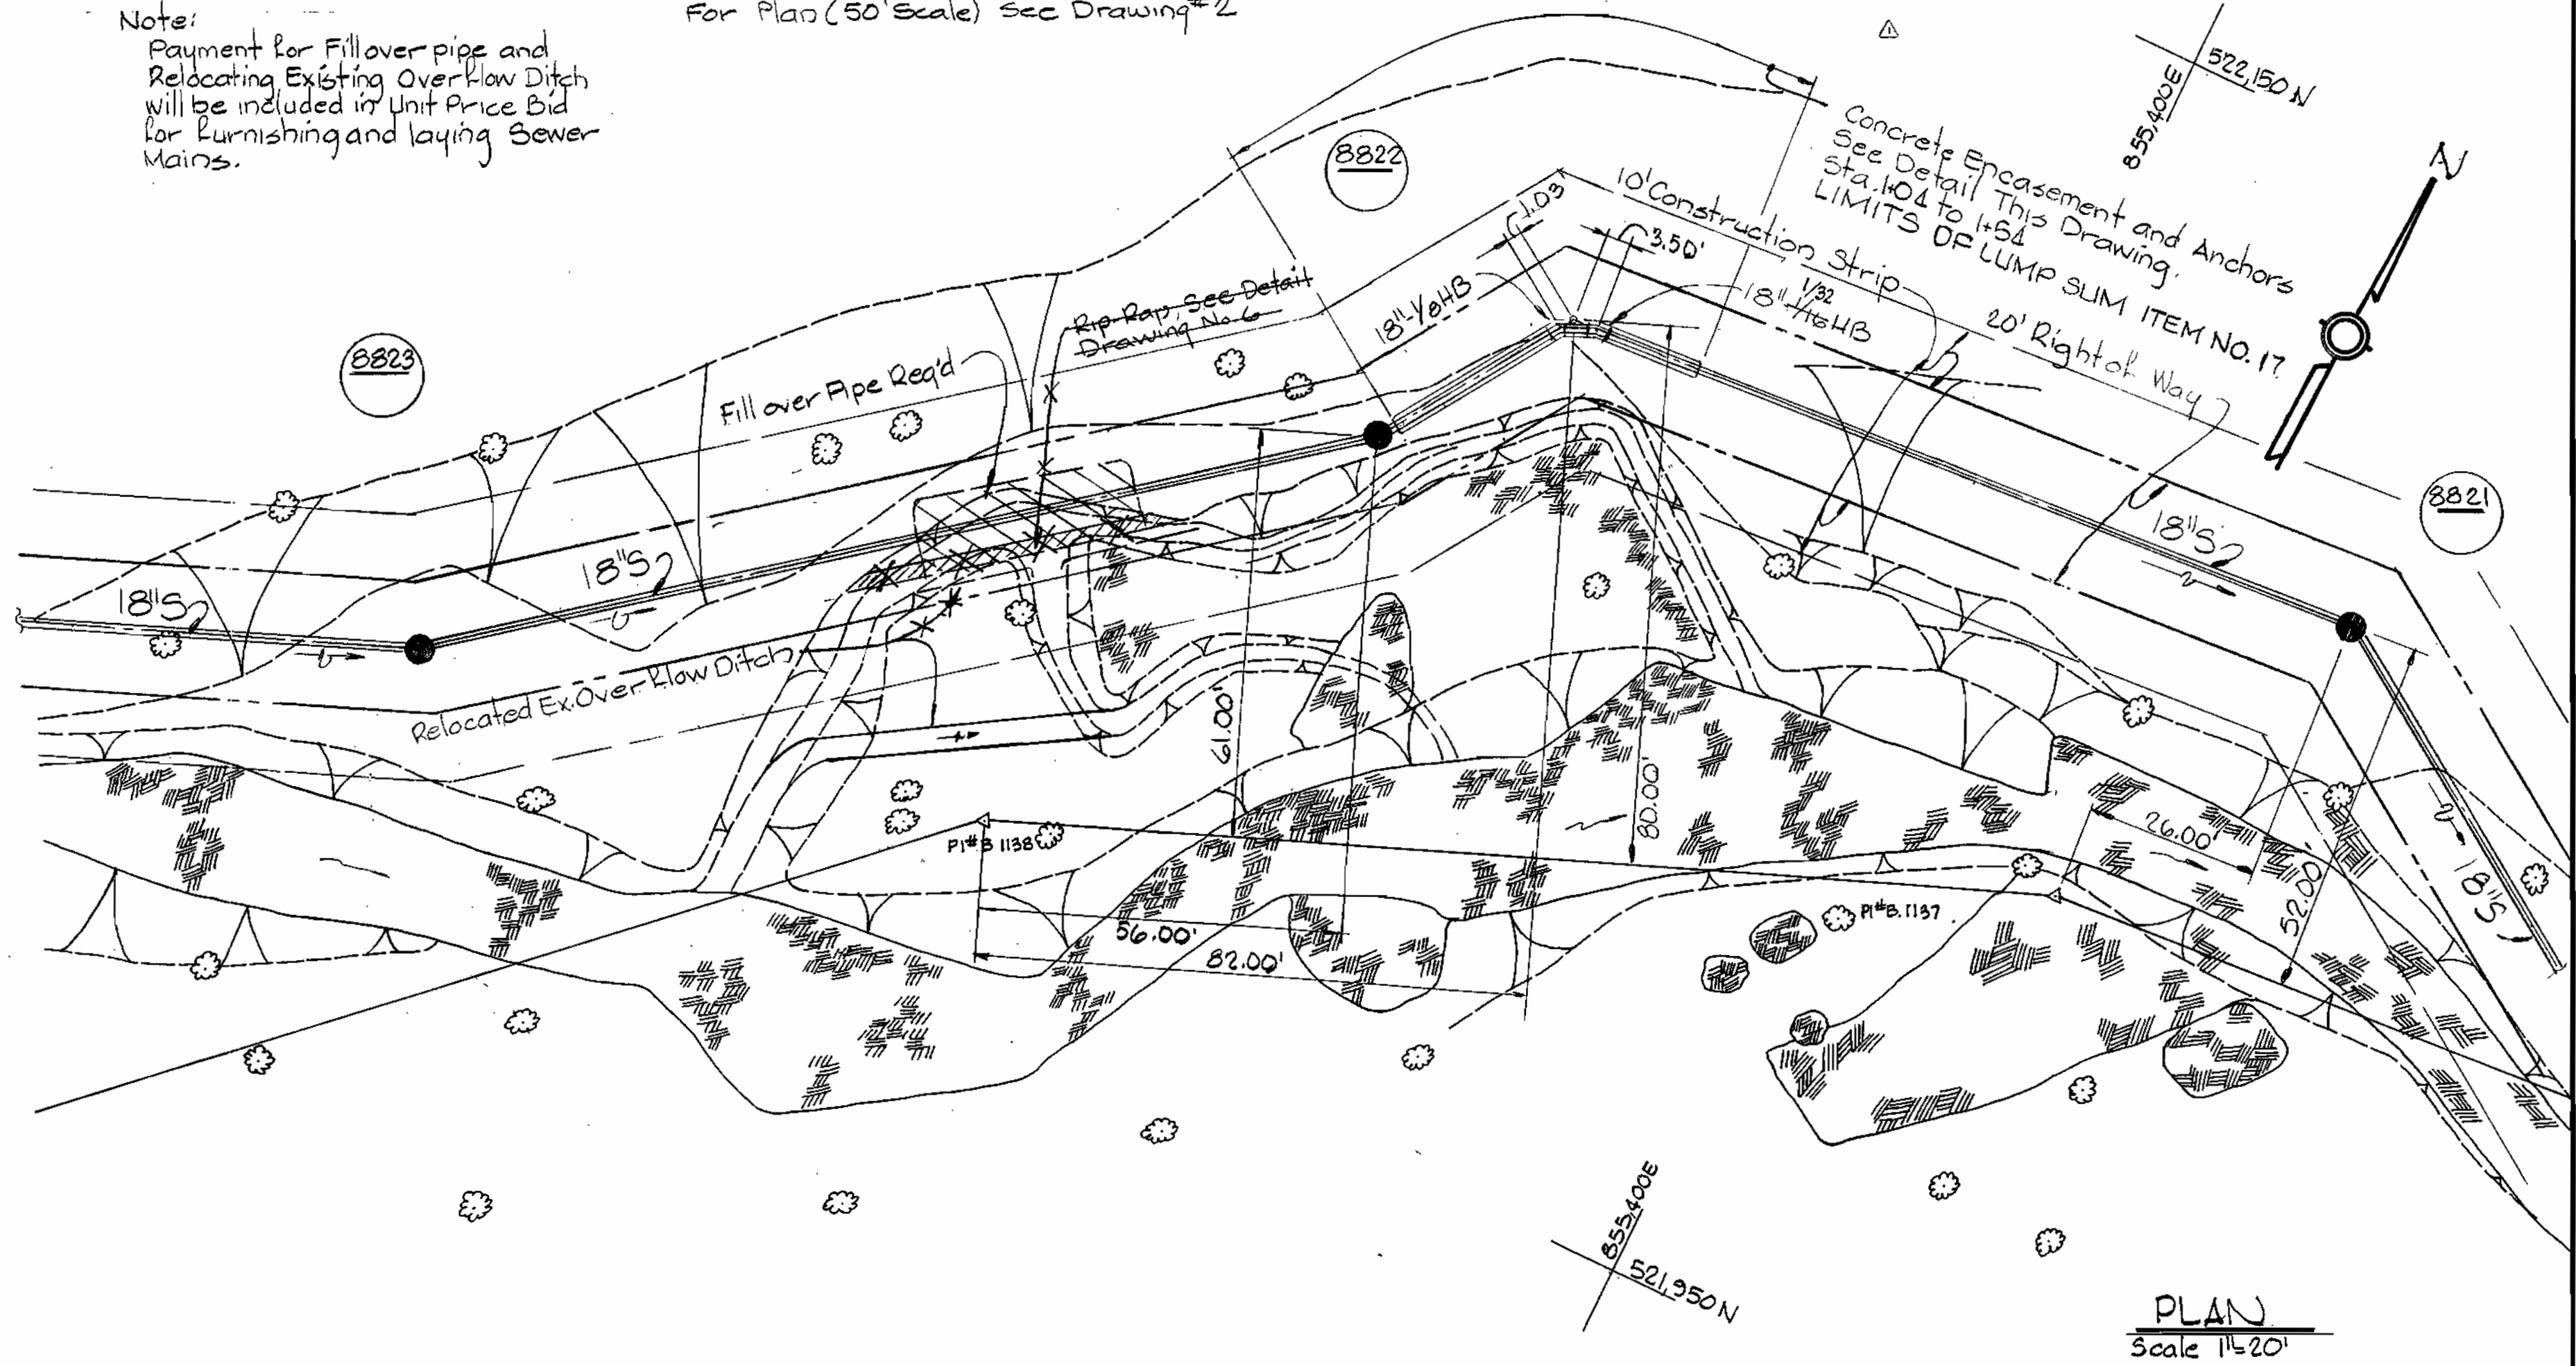 Note:
Payment for Fill over pipe and
Relocating Existing Overflow Ditch
will be included in Unit Price Bid
for furnishing and laying Sewer
Mains.
For Plan (50' Scale) See Drawing #2
522,150 N
855,400E
N
Concrete Encasement and Anchors
See Detail This Drawing.
Sta. 1+04 to 1+54
LIMITS OF LUMP SUM ITEM NO. 17
8822
10' Construction Strip
1.03
3.50'
18"-1/8 HB
1/32
18"-1/16 HB
20' Right of Way
8823
Rip-Rap, See Detail
Drawing No. 6
Fill over Pipe Req'd
8821
18"S
18"S
18"S
18"S
Relocated Ex. Overflow Ditch
61.00'
80.00'
26.00'
52.00'
PI#B 1138
PI#B.1137
56.00'
82.00'
855,400E
521,950 N
PLAN
Scale 1"=20'